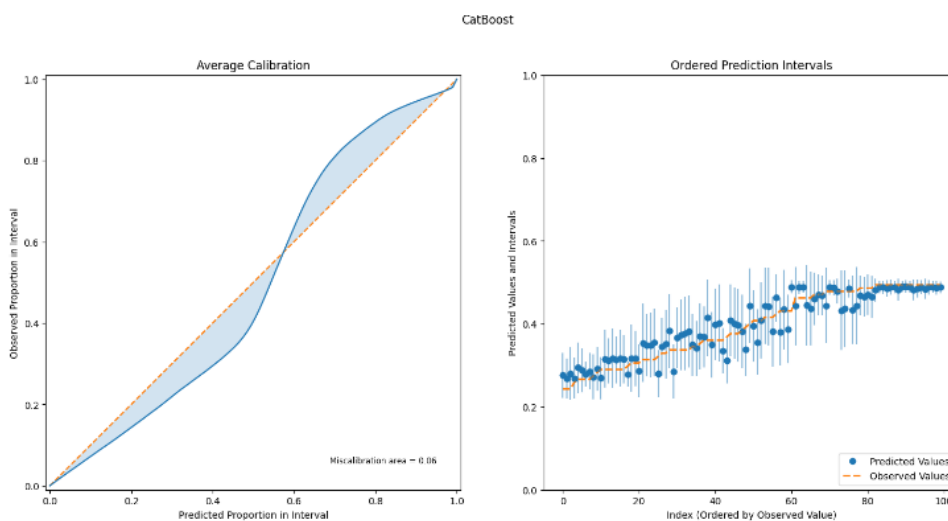 CatBoost
Average Calibration
Observed Proportion in Interval
1.0
0.8
0.6
0.4
0.2
0.0
Miscalibration area = 0.06
0.0 0.2 0.4 0.6 0.8 1.0
Predicted Proportion in Interval
Ordered Prediction Intervals
Predicted Values and Intervals
1.0
0.8
0.6
0.4
0.2
0.0
Predicted Values
Observed Values
0 20 40 60 80 100
Index (Ordered by Observed Value)